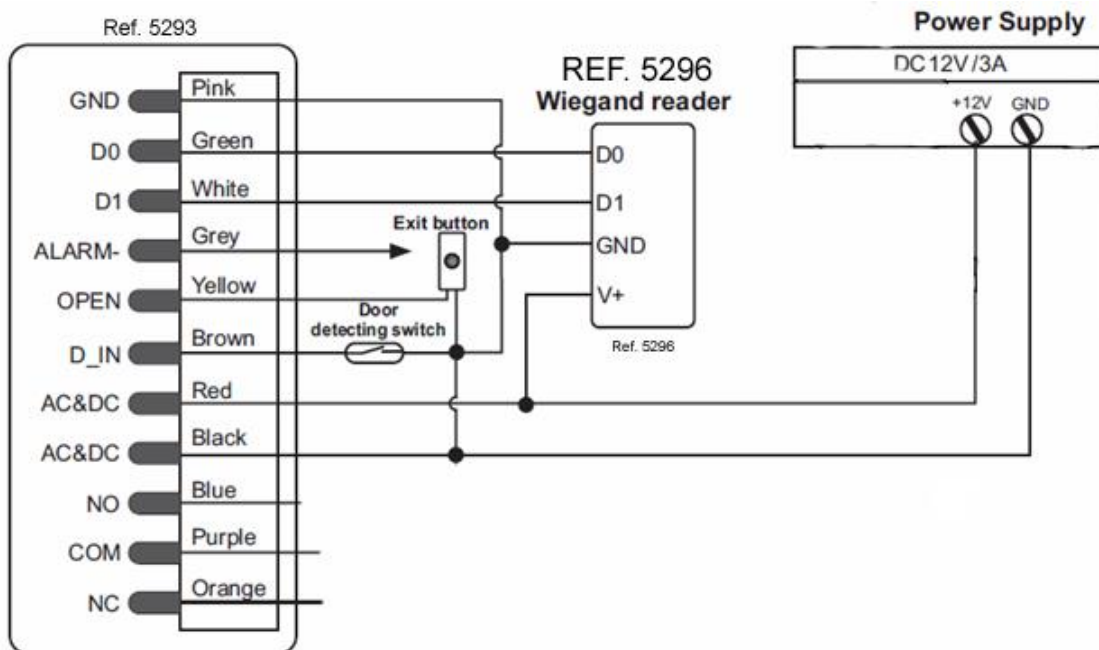 Ref. 5293
Power Supply
DC 12V/3A
+12V GND
REF. 5296
Wiegand reader
D0
D1
GND
V+
Ref. 5296
GND Pink
D0 Green
D1 White
ALARM- Grey
OPEN Yellow
D_IN Brown
AC&DC Red
AC&DC Black
NO Blue
COM Purple
NC Orange
Exit button
Door
detecting switch